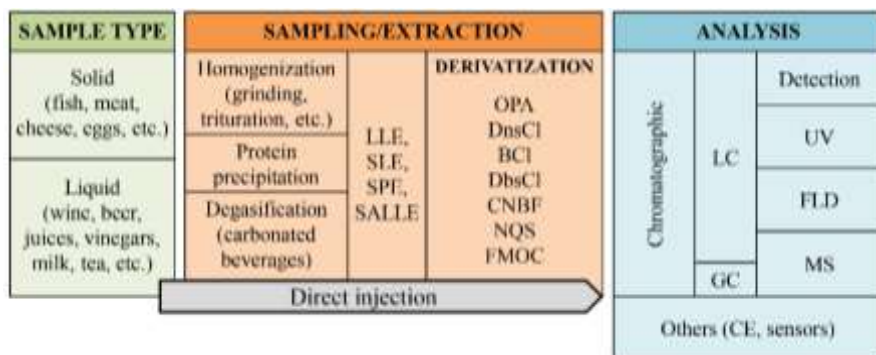 SAMPLE TYPE
Solid
(fish, meat,
cheese, eggs, etc.)
Liquid
(wine, beer,
juices, vinegars,
milk, tea, etc.)
SAMPLING/EXTRACTION
Homogenization
(grinding,
trituration, etc.)
Protein
precipitation
Degasification
(carbonated
beverages)
LLE,
SLE,
SPE,
SALLE
DERIVATIZATION
OPA
DnsCl
BCl
DbsCl
CNBF
NQS
FMOC
Direct injection
ANALYSIS
Chromatographic
LC
GC
Detection
UV
FLD
MS
Others (CE, sensors)